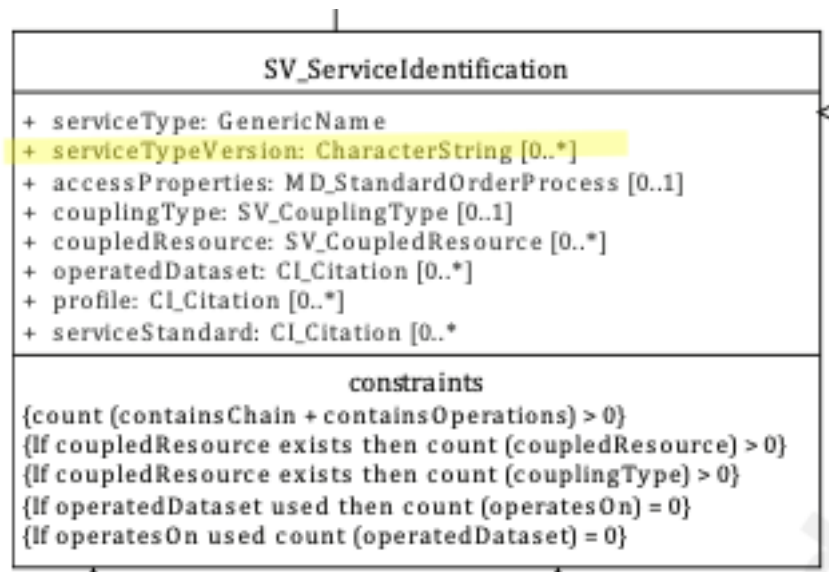 SV_ServiceIdentification
+ serviceType: GenericName
+ serviceTypeVersion: CharacterString [0..*]
+ accessProperties: MD_StandardOrderProcess [0..1]
+ couplingType: SV_CouplingType [0..1]
+ coupledResource: SV_CoupledResource [0..*]
+ operatedDataset: CI_Citation [0..*]
+ profile: CI_Citation [0..*]
+ serviceStandard: CI_Citation [0..*
constraints
{count (containsChain + containsOperations) > 0}
{If coupledResource exists then count (coupledResource) > 0}
{If coupledResource exists then count (couplingType) > 0}
{If operatedDataset used then count (operatesOn) = 0}
{If operatesOn used count (operatedDataset) = 0}